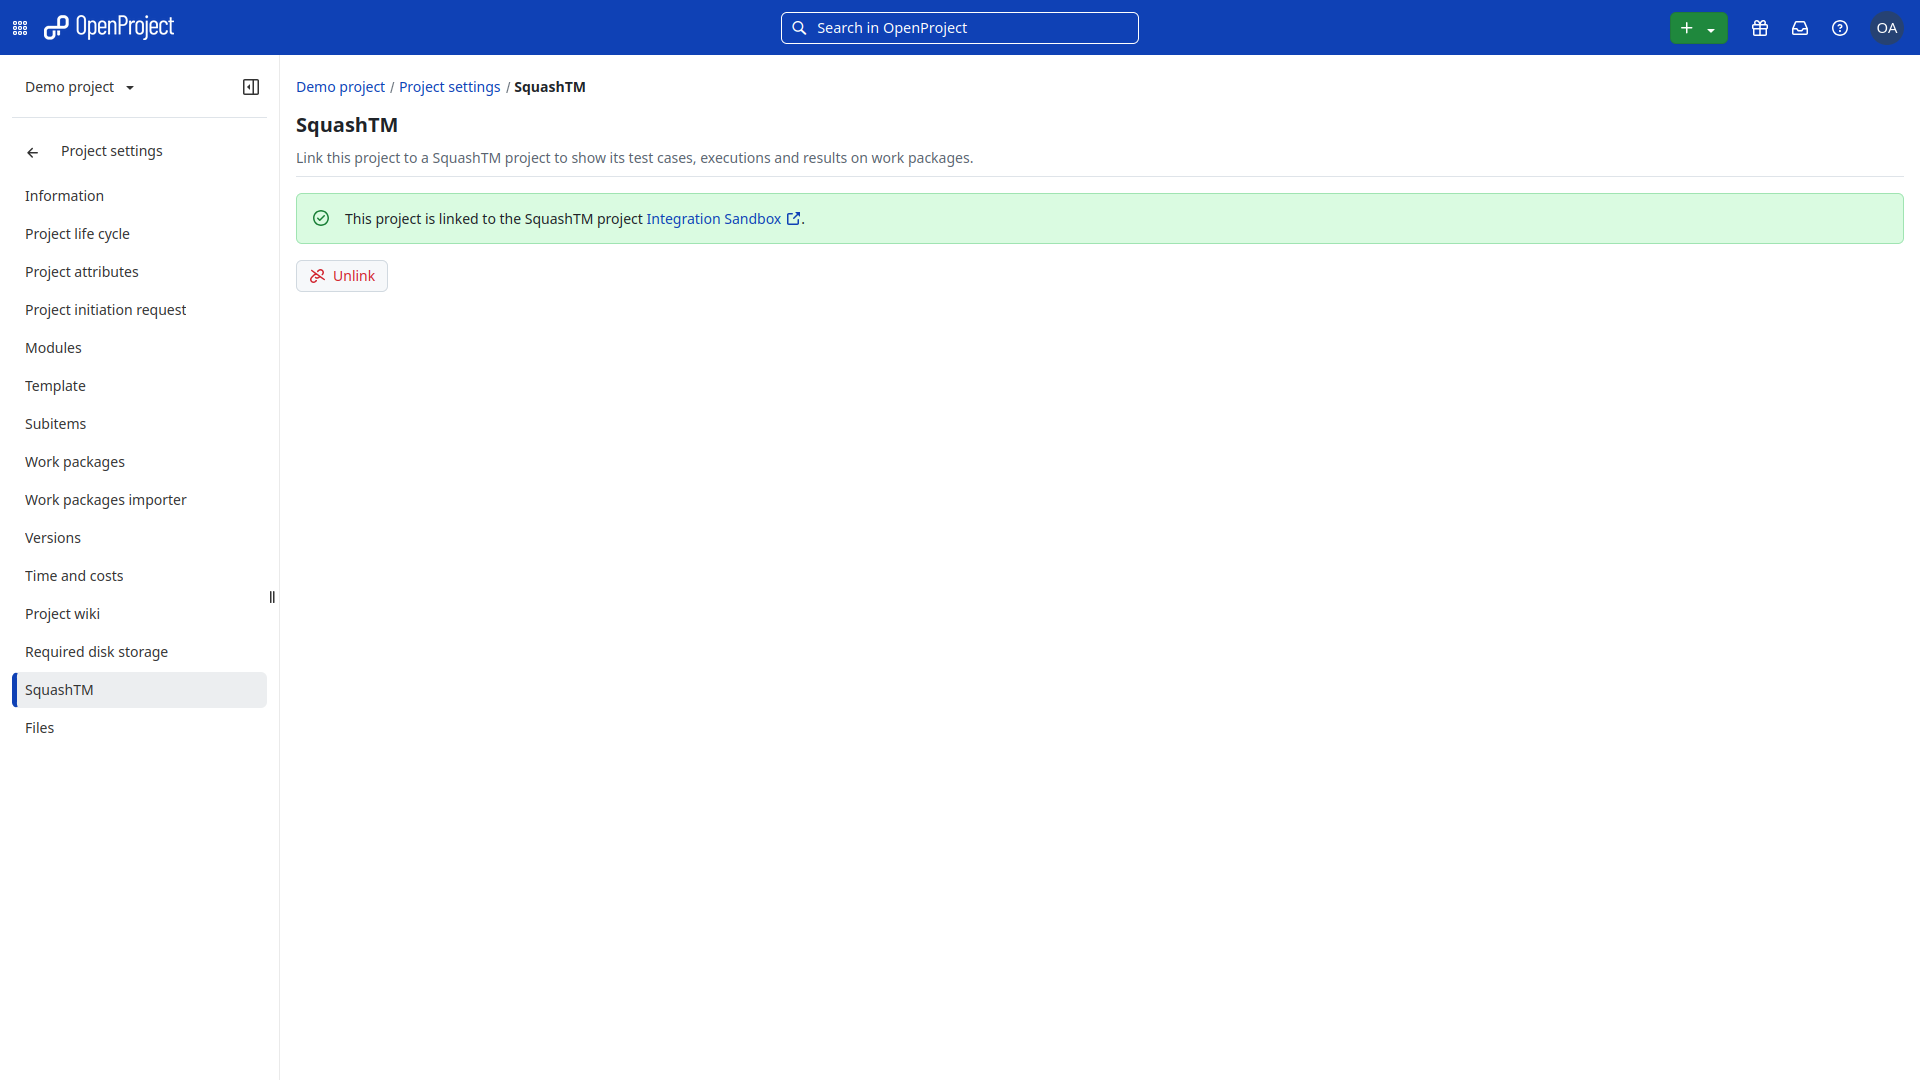 OpenProject
Search in OpenProject
OA
Demo project
Project settings
Information
Project life cycle
Project attributes
Project initiation request
Modules
Template
Subitems
Work packages
Work packages importer
Versions
Time and costs
Project wiki
Required disk storage
SquashTM
Files
Demo project / Project settings / SquashTM
SquashTM
Link this project to a SquashTM project to show its test cases, executions and results on work packages.
This project is linked to the SquashTM project Integration Sandbox.
Unlink